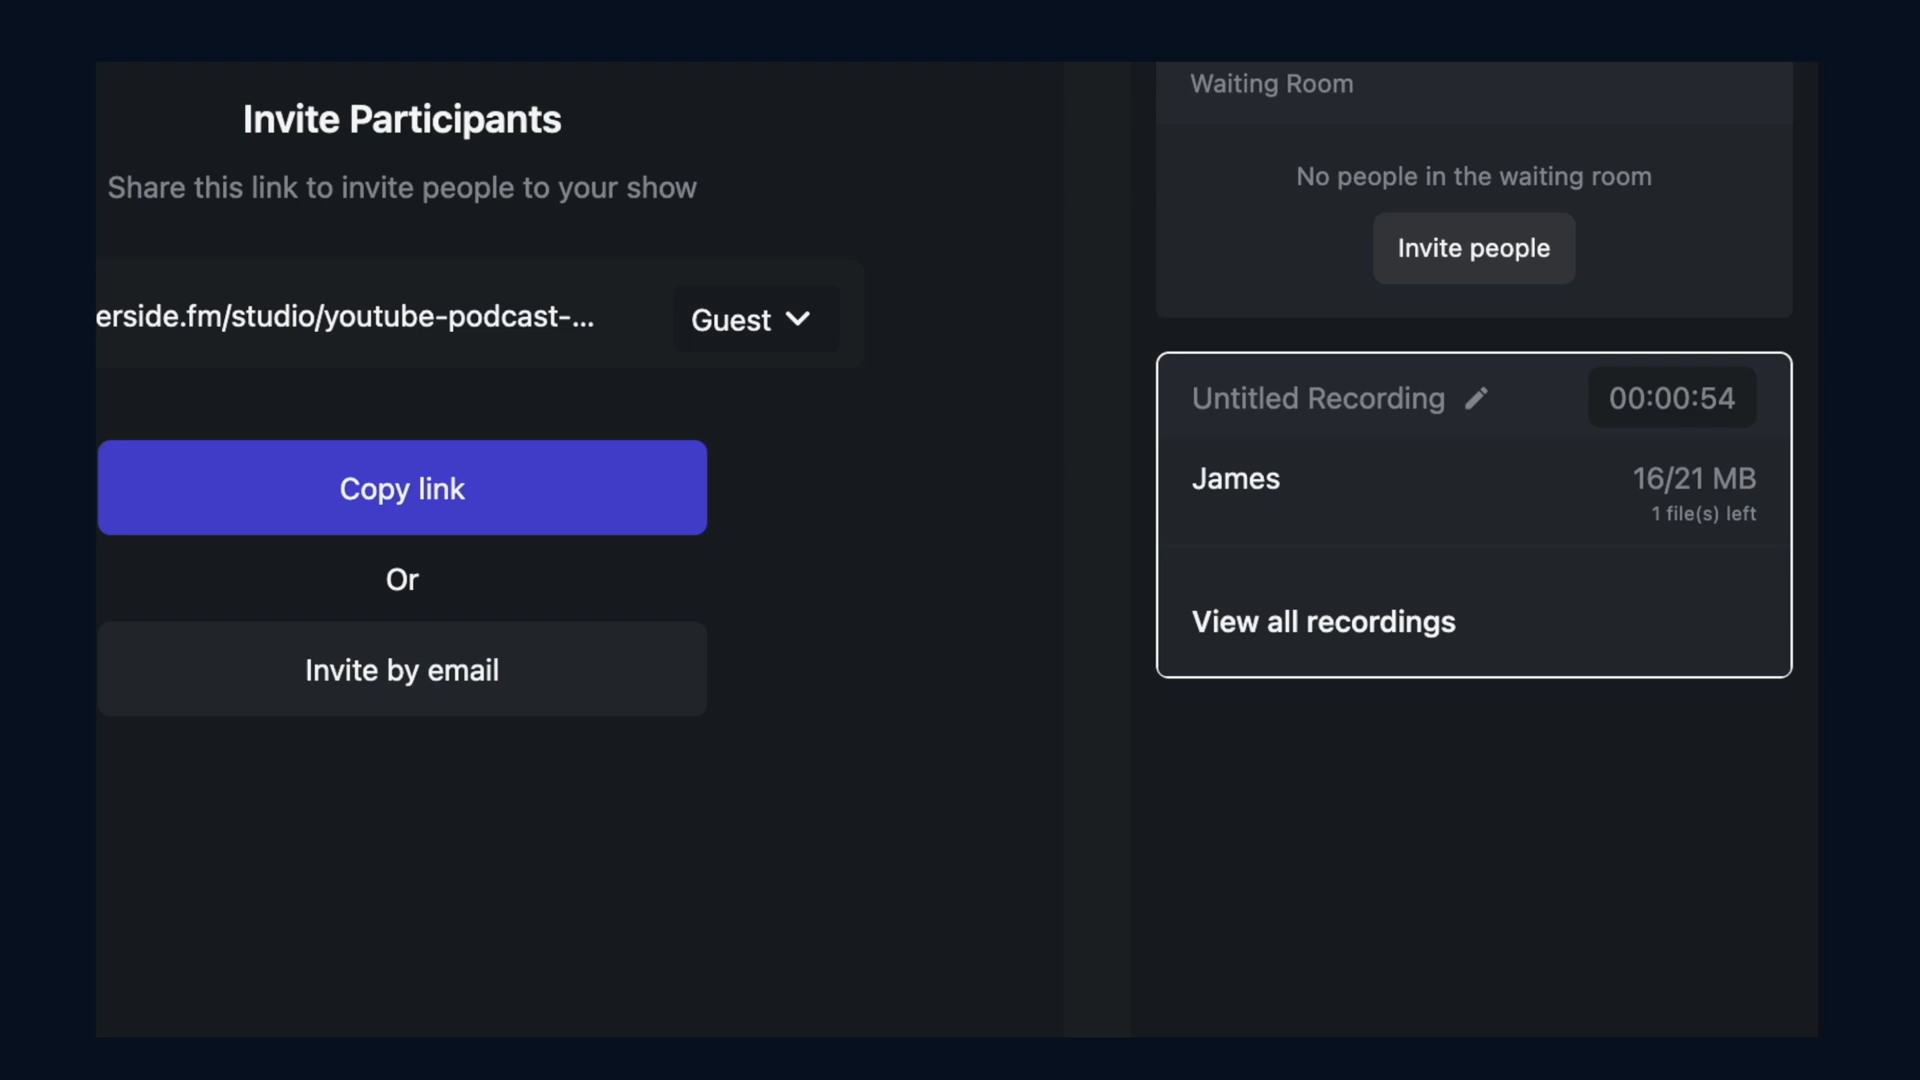 Invite Participants
Share this link to invite people to your show
erside.fm/studio/youtube-podcast-...
Guest
Copy link
Or
Invite by email
Waiting Room
No people in the waiting room
Invite people
Untitled Recording
00:00:54
James
16/21 MB
1 file(s) left
View all recordings